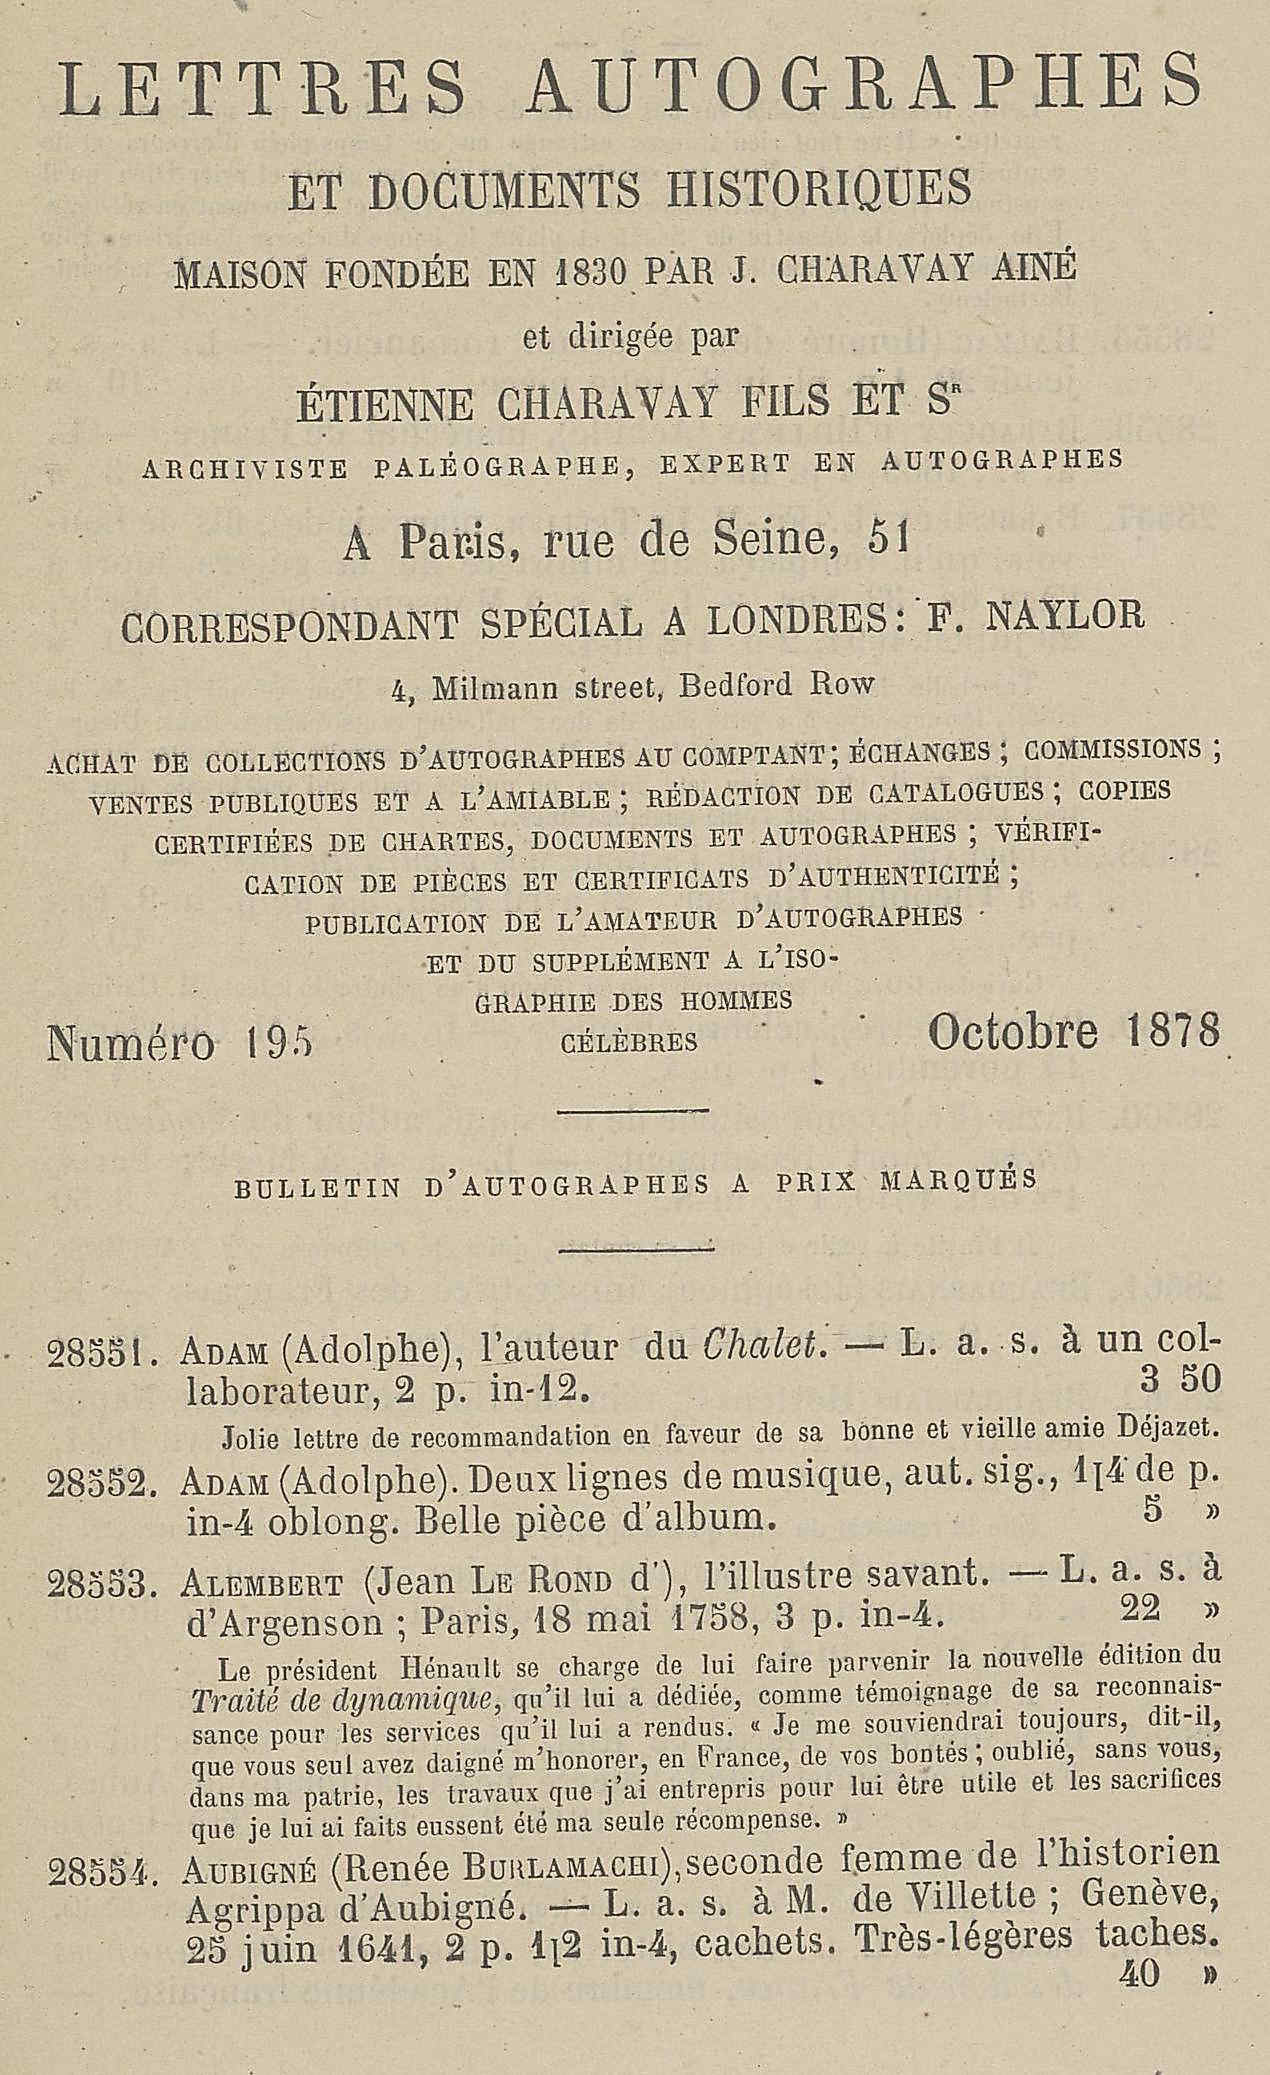 LETTRES AUTOGRAPHES
ET DOCUMENTS HISTORIQUES
MAISON FONDÉE EN 1830 PAR J. CHARAVAY AINÉ
et dirigée par
ÉTIENNE CHARAVAY FILS ET Sʀ
ARCHIVISTE PALÉOGRAPHE, EXPERT EN AUTOGRAPHES
A Paris, rue de Seine, 51
CORRESPONDANT SPÉCIAL A LONDRES: F. NAYLOR
4, Milmann street, Bedford Row
ACHAT DE COLLECTIONS D'AUTOGRAPHES AU COMPTANT; ÉCHANGES; COMMISSIONS;
VENTES PUBLIQUES ET A L'AMIABLE; RÉDACTION DE CATALOGUES; COPIES
CERTIFIÉES DE CHARTES, DOCUMENTS ET AUTOGRAPHES; VÉRIFI-
CATION DE PIÈCES ET CERTIFICATS D'AUTHENTICITÉ;
PUBLICATION DE L'AMATEUR D'AUTOGRAPHES
ET DU SUPPLÉMENT A L'ISO-
GRAPHIE DES HOMMES
CÉLÈBRES
Numéro 195 Octobre 1878
BULLETIN D'AUTOGRAPHES A PRIX MARQUÉS
28551. ADAM (Adolphe), l'auteur du Chalet. — L. a. s. à un col-
laborateur, 2 p. in-12. 3 50
Jolie lettre de recommandation en faveur de sa bonne et vieille amie Déjazet.
28552. ADAM (Adolphe). Deux lignes de musique, aut. sig., 1|4 de p.
in-4 oblong. Belle pièce d'album. 5 »
28553. ALEMBERT (Jean LE ROND d'), l'illustre savant. — L. a. s. à
d'Argenson ; Paris, 18 mai 1758, 3 p. in-4. 22 »
Le président Hénault se charge de lui faire parvenir la nouvelle édition du
Traité de dynamique, qu'il lui a dédiée, comme témoignage de sa reconnais-
sance pour les services qu'il lui a rendus. « Je me souviendrai toujours, dit-il,
que vous seul avez daigné m'honorer, en France, de vos bontés ; oublié, sans vous,
dans ma patrie, les travaux que j'ai entrepris pour lui être utile et les sacrifices
que je lui ai faits eussent été ma seule récompense. »
28554. AUBIGNÉ (Renée BURLAMACHI), seconde femme de l'historien
Agrippa d'Aubigné. — L. a. s. à M. de Villette ; Genève,
25 juin 1641, 2 p. 1|2 in-4, cachets. Très-légères taches.
40 »